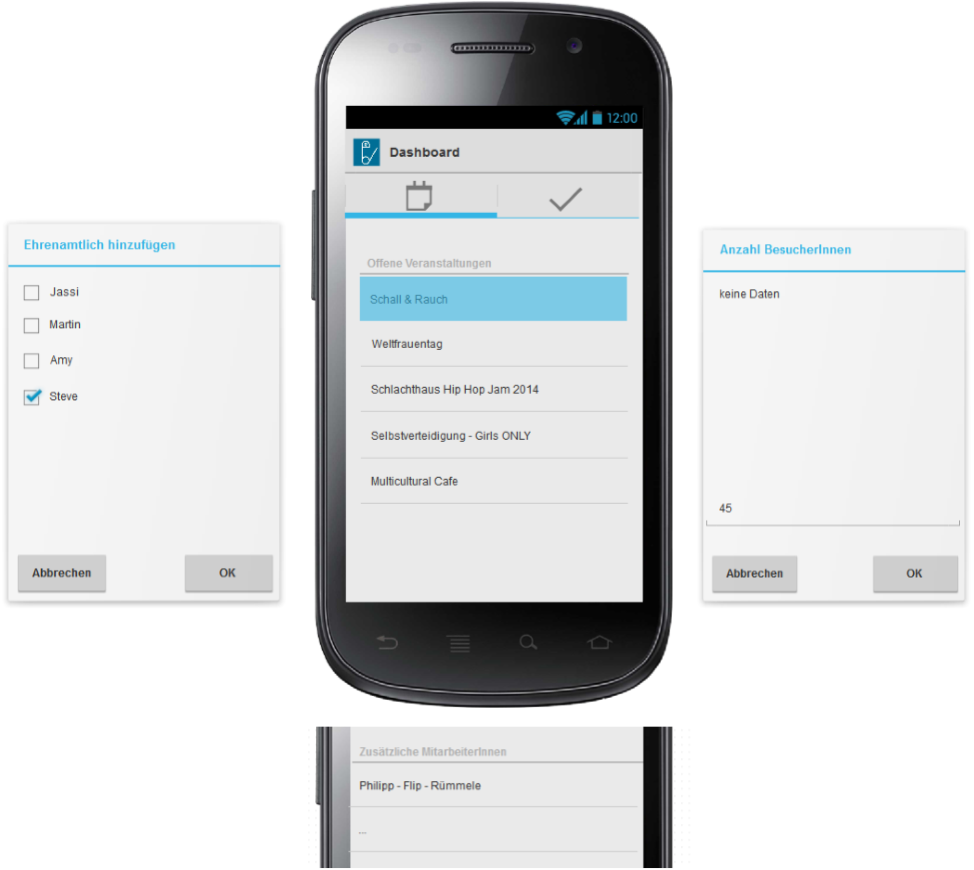 12:00
Dashboard
Offene Veranstaltungen
Schall & Rauch
Weltfrauentag
Schlachthaus Hip Hop Jam 2014
Selbstverteidigung - Girls ONLY
Multicultural Cafe
Ehrenamtlich hinzufügen
Jassi
Martin
Amy
Steve
Abbrechen
OK
Anzahl BesucherInnen
keine Daten
45
Abbrechen
OK
Zusätzliche MitarbeiterInnen
Philipp - Flip - Rümmele
...